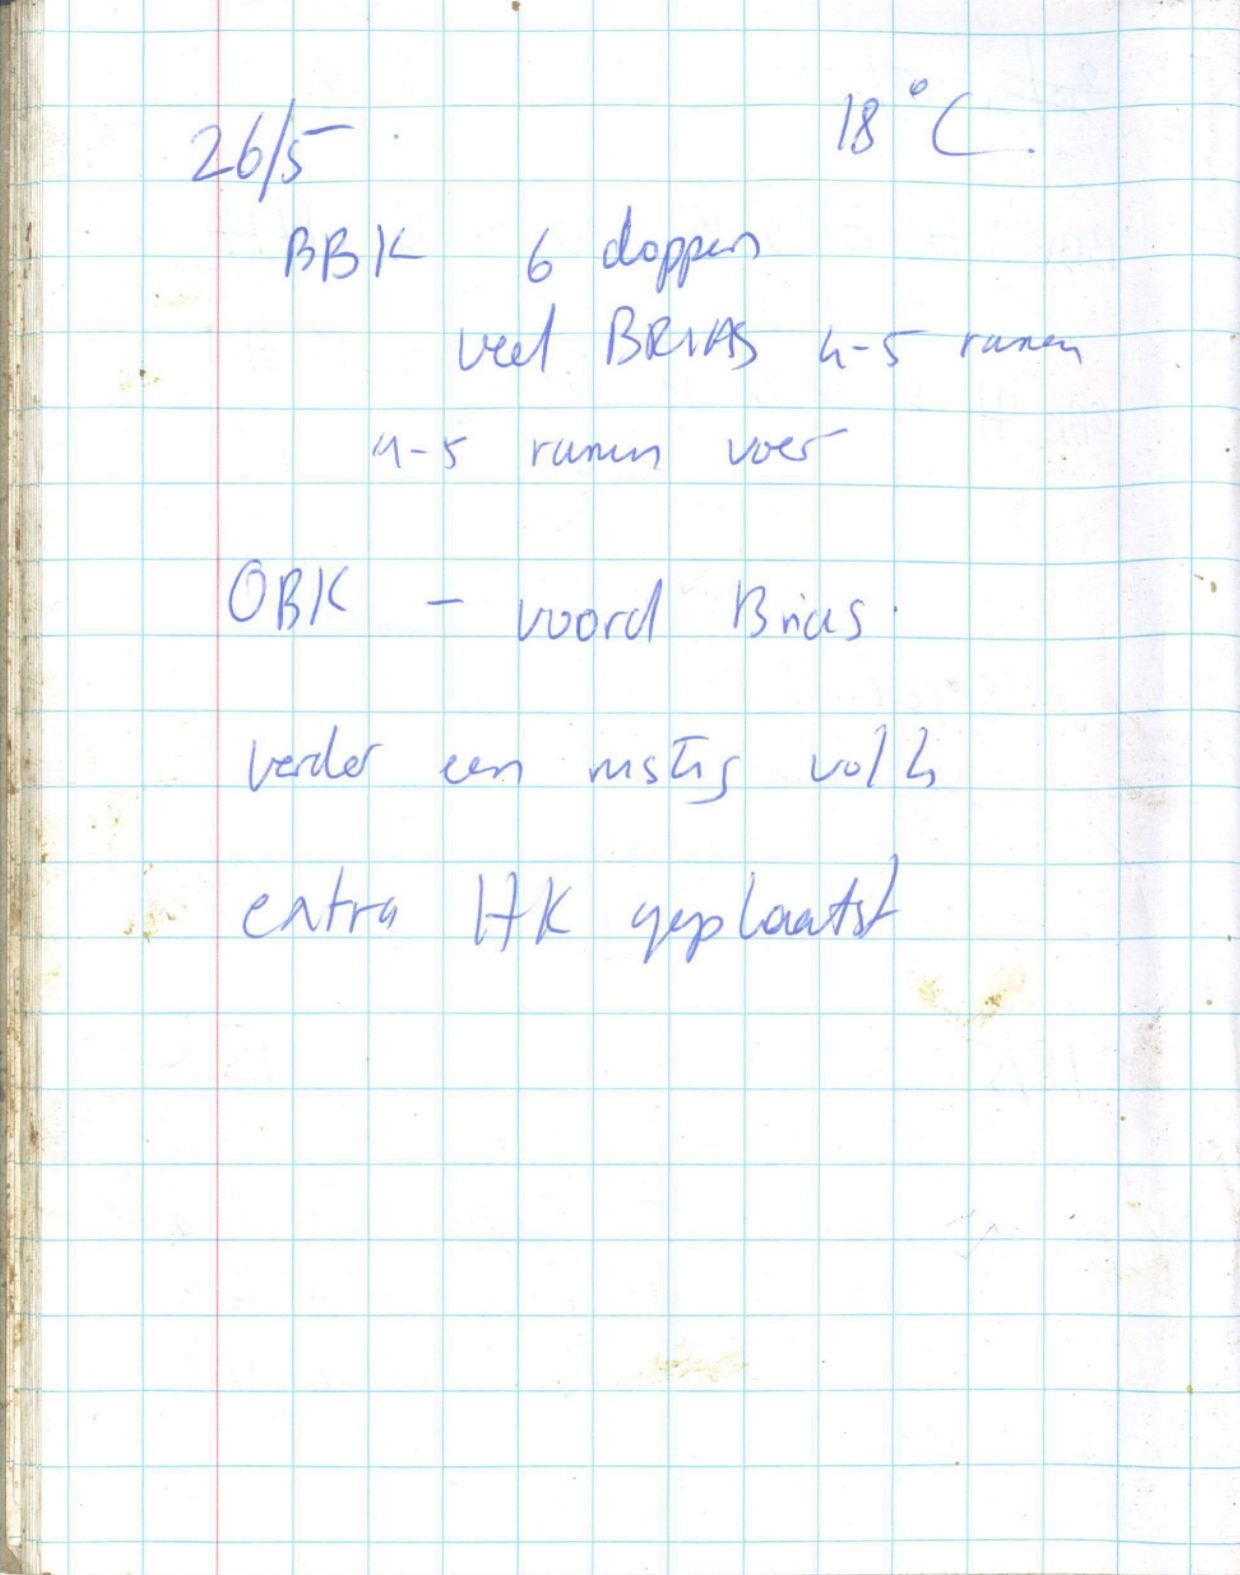 26/5 18°C.
BBK 6 doppen
veel BRIAS 4-5 ramen
4-5 ramen voer
OBK - voord Brias.
verder een rustig volk
extra HK geplaatst